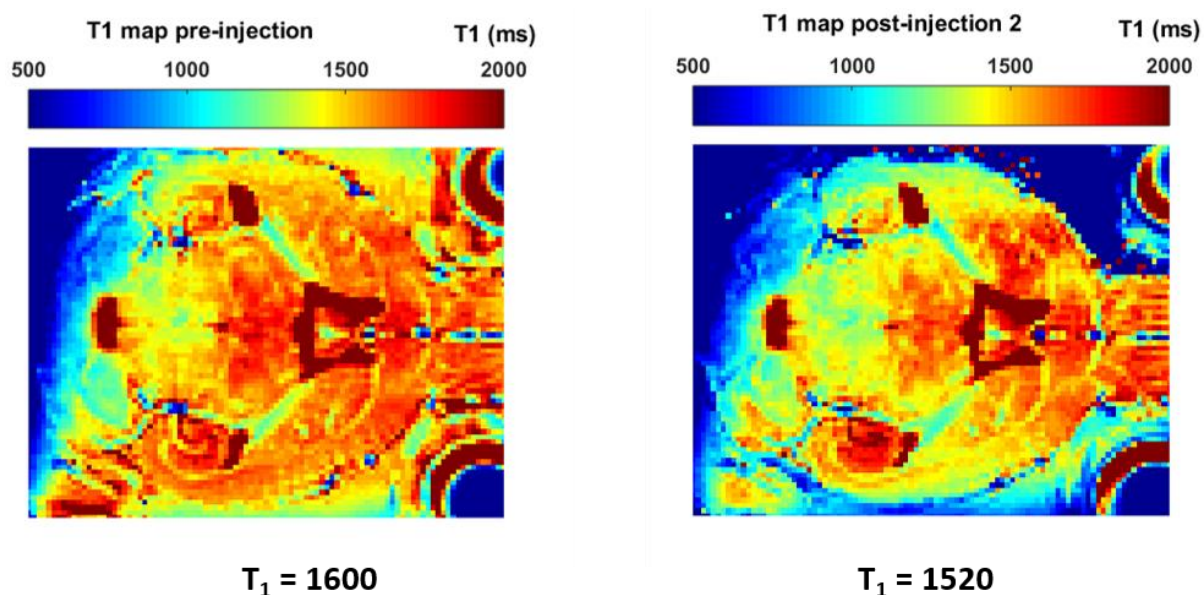 T1 map pre-injection T1 (ms)
500 1000 1500 2000
T1 map post-injection 2 T1 (ms)
500 1000 1500 2000
T₁ = 1600
T₁ = 1520